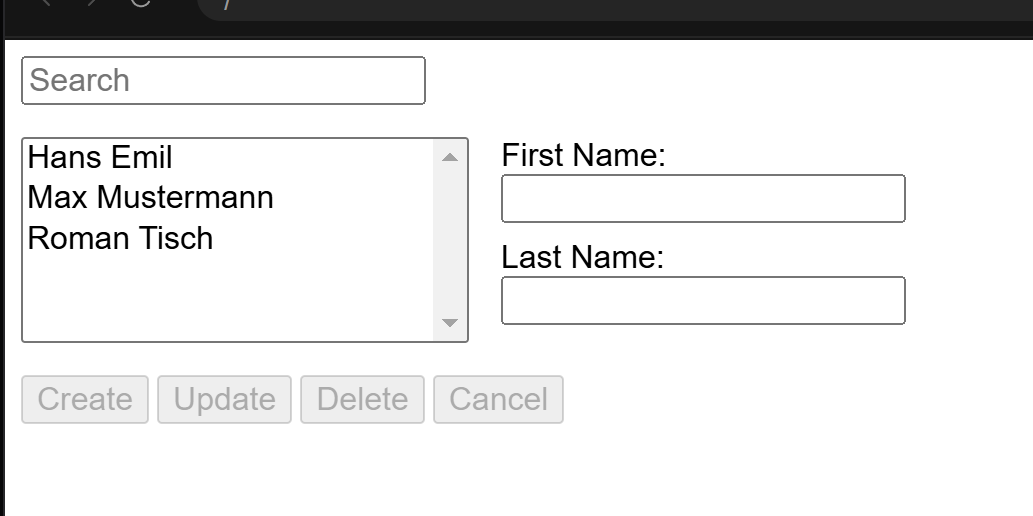 Search
Hans Emil
Max Mustermann
Roman Tisch
First Name:
Last Name:
Create Update Delete Cancel